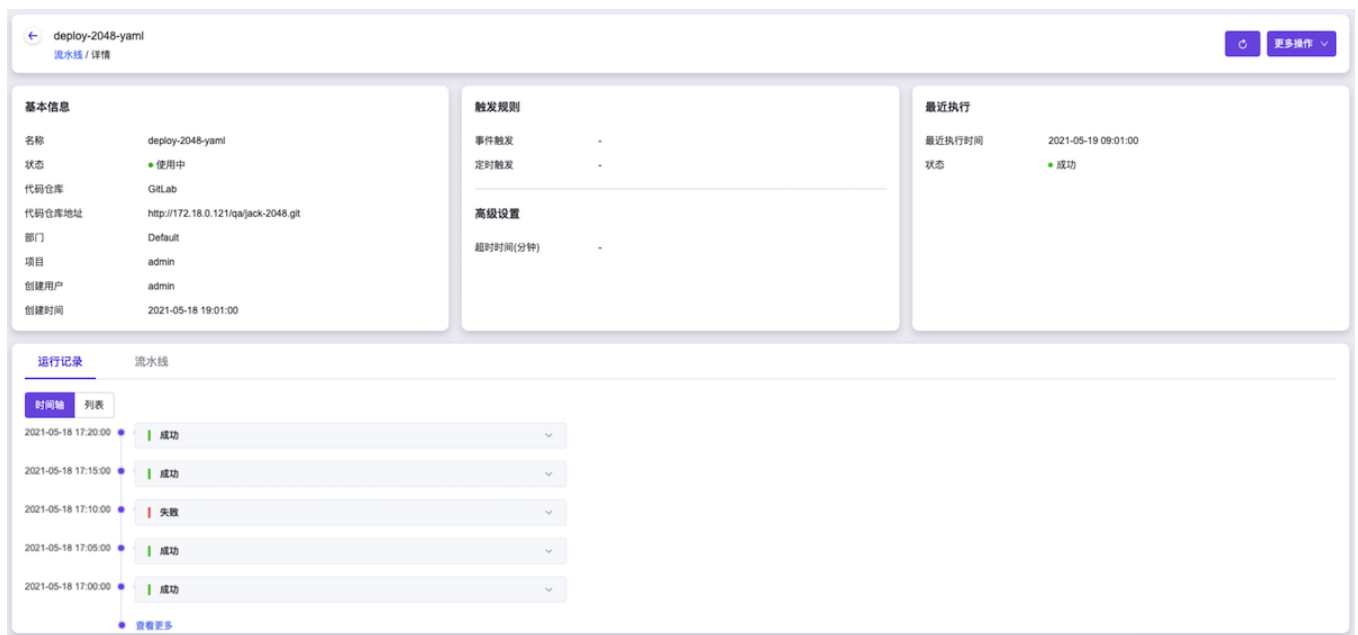 deploy-2048-yaml
流水线 / 详情
更多操作
基本信息
名称 deploy-2048-yaml
状态 使用中
代码仓库 GitLab
代码仓库地址 http://172.18.0.121/qa/jack-2048.git
部门 Default
项目 admin
创建用户 admin
创建时间 2021-05-18 19:01:00
触发规则
事件触发 -
定时触发 -
高级设置
超时时间(分钟) -
最近执行
最近执行时间 2021-05-19 09:01:00
状态 成功
运行记录 流水线
时间轴 列表
2021-05-18 17:20:00 成功
2021-05-18 17:15:00 成功
2021-05-18 17:10:00 失败
2021-05-18 17:05:00 成功
2021-05-18 17:00:00 成功
查看更多